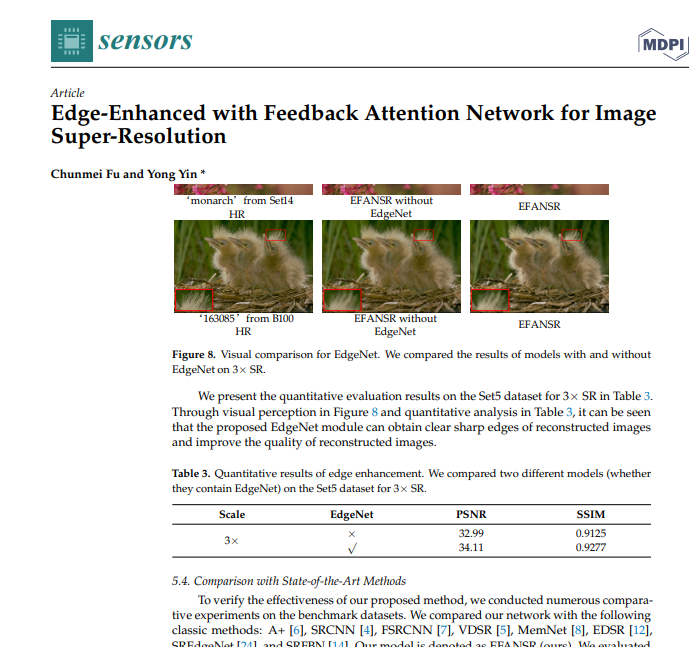 sensors
MDPI
Article
Edge-Enhanced with Feedback Attention Network for Image
Super-Resolution
Chunmei Fu and Yong Yin *
‘monarch’ from Set14
HR
EFANSR without
EdgeNet
EFANSR
‘163085’ from B100
HR
EFANSR without
EdgeNet
EFANSR
Figure 8. Visual comparison for EdgeNet. We compared the results of models with and without
EdgeNet on 3× SR.
We present the quantitative evaluation results on the Set5 dataset for 3× SR in Table 3.
Through visual perception in Figure 8 and quantitative analysis in Table 3, it can be seen
that the proposed EdgeNet module can obtain clear sharp edges of reconstructed images
and improve the quality of reconstructed images.
Table 3. Quantitative results of edge enhancement. We compared two different models (whether
they contain EdgeNet) on the Set5 dataset for 3× SR.
Scale EdgeNet PSNR SSIM
3×
× 32.99 0.9125
√ 34.11 0.9277
5.4. Comparison with State-of-the-Art Methods
To verify the effectiveness of our proposed method, we conducted numerous compara-
tive experiments on the benchmark datasets. We compared our network with the following
classic methods: A+ [6], SRCNN [4], FSRCNN [7], VDSR [5], MemNet [8], EDSR [12],
SREdgeNet [24], and SRFBN [14]. Our model is denoted as EFANSR (ours). We evaluated